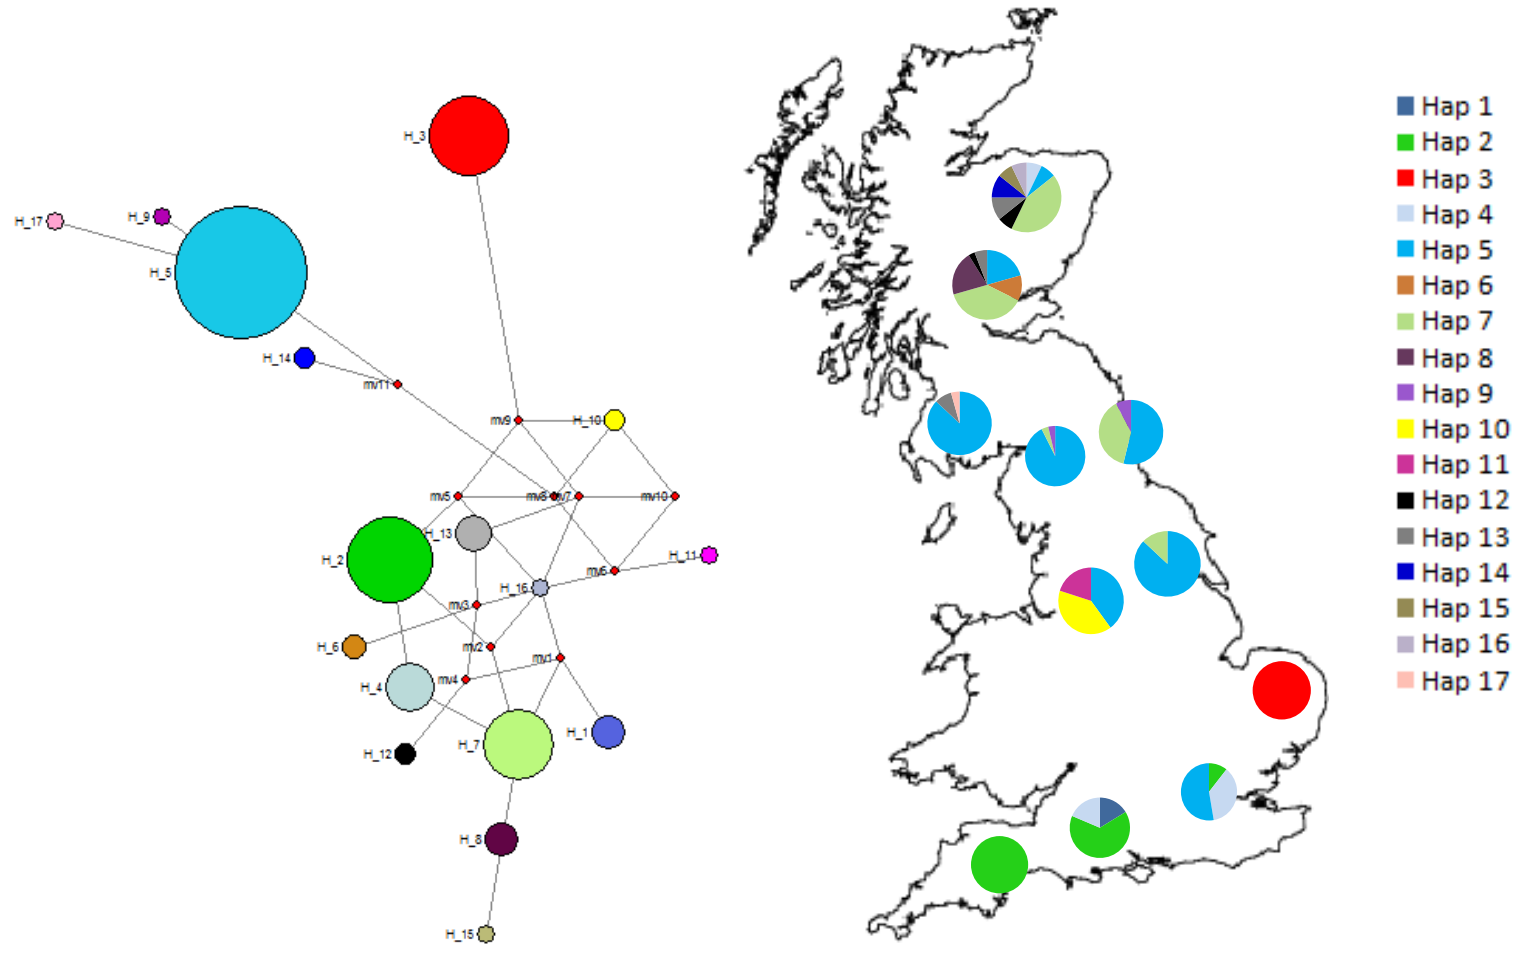 H_3
H_17
H_9
H_5
H_14
mv11
mv9
H_10
mv5
mv8
mv7
mv10
H_13
H_2
H_11
mv6
H_16
mv3
H_6
mv2
mv1
mv4
H_4
H_1
H_7
H_12
H_8
H_15
Hap 1
Hap 2
Hap 3
Hap 4
Hap 5
Hap 6
Hap 7
Hap 8
Hap 9
Hap 10
Hap 11
Hap 12
Hap 13
Hap 14
Hap 15
Hap 16
Hap 17